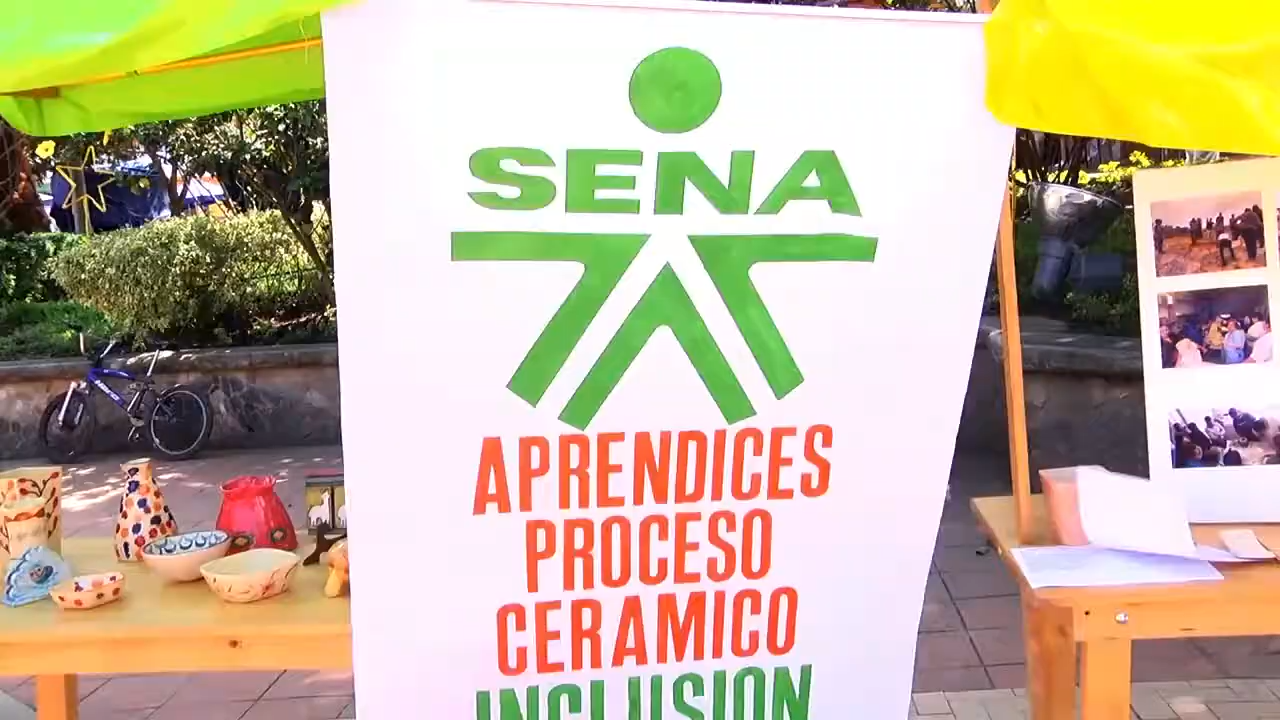 SENA
APRENDICES
PROCESO
CERAMICO
INCLUSION